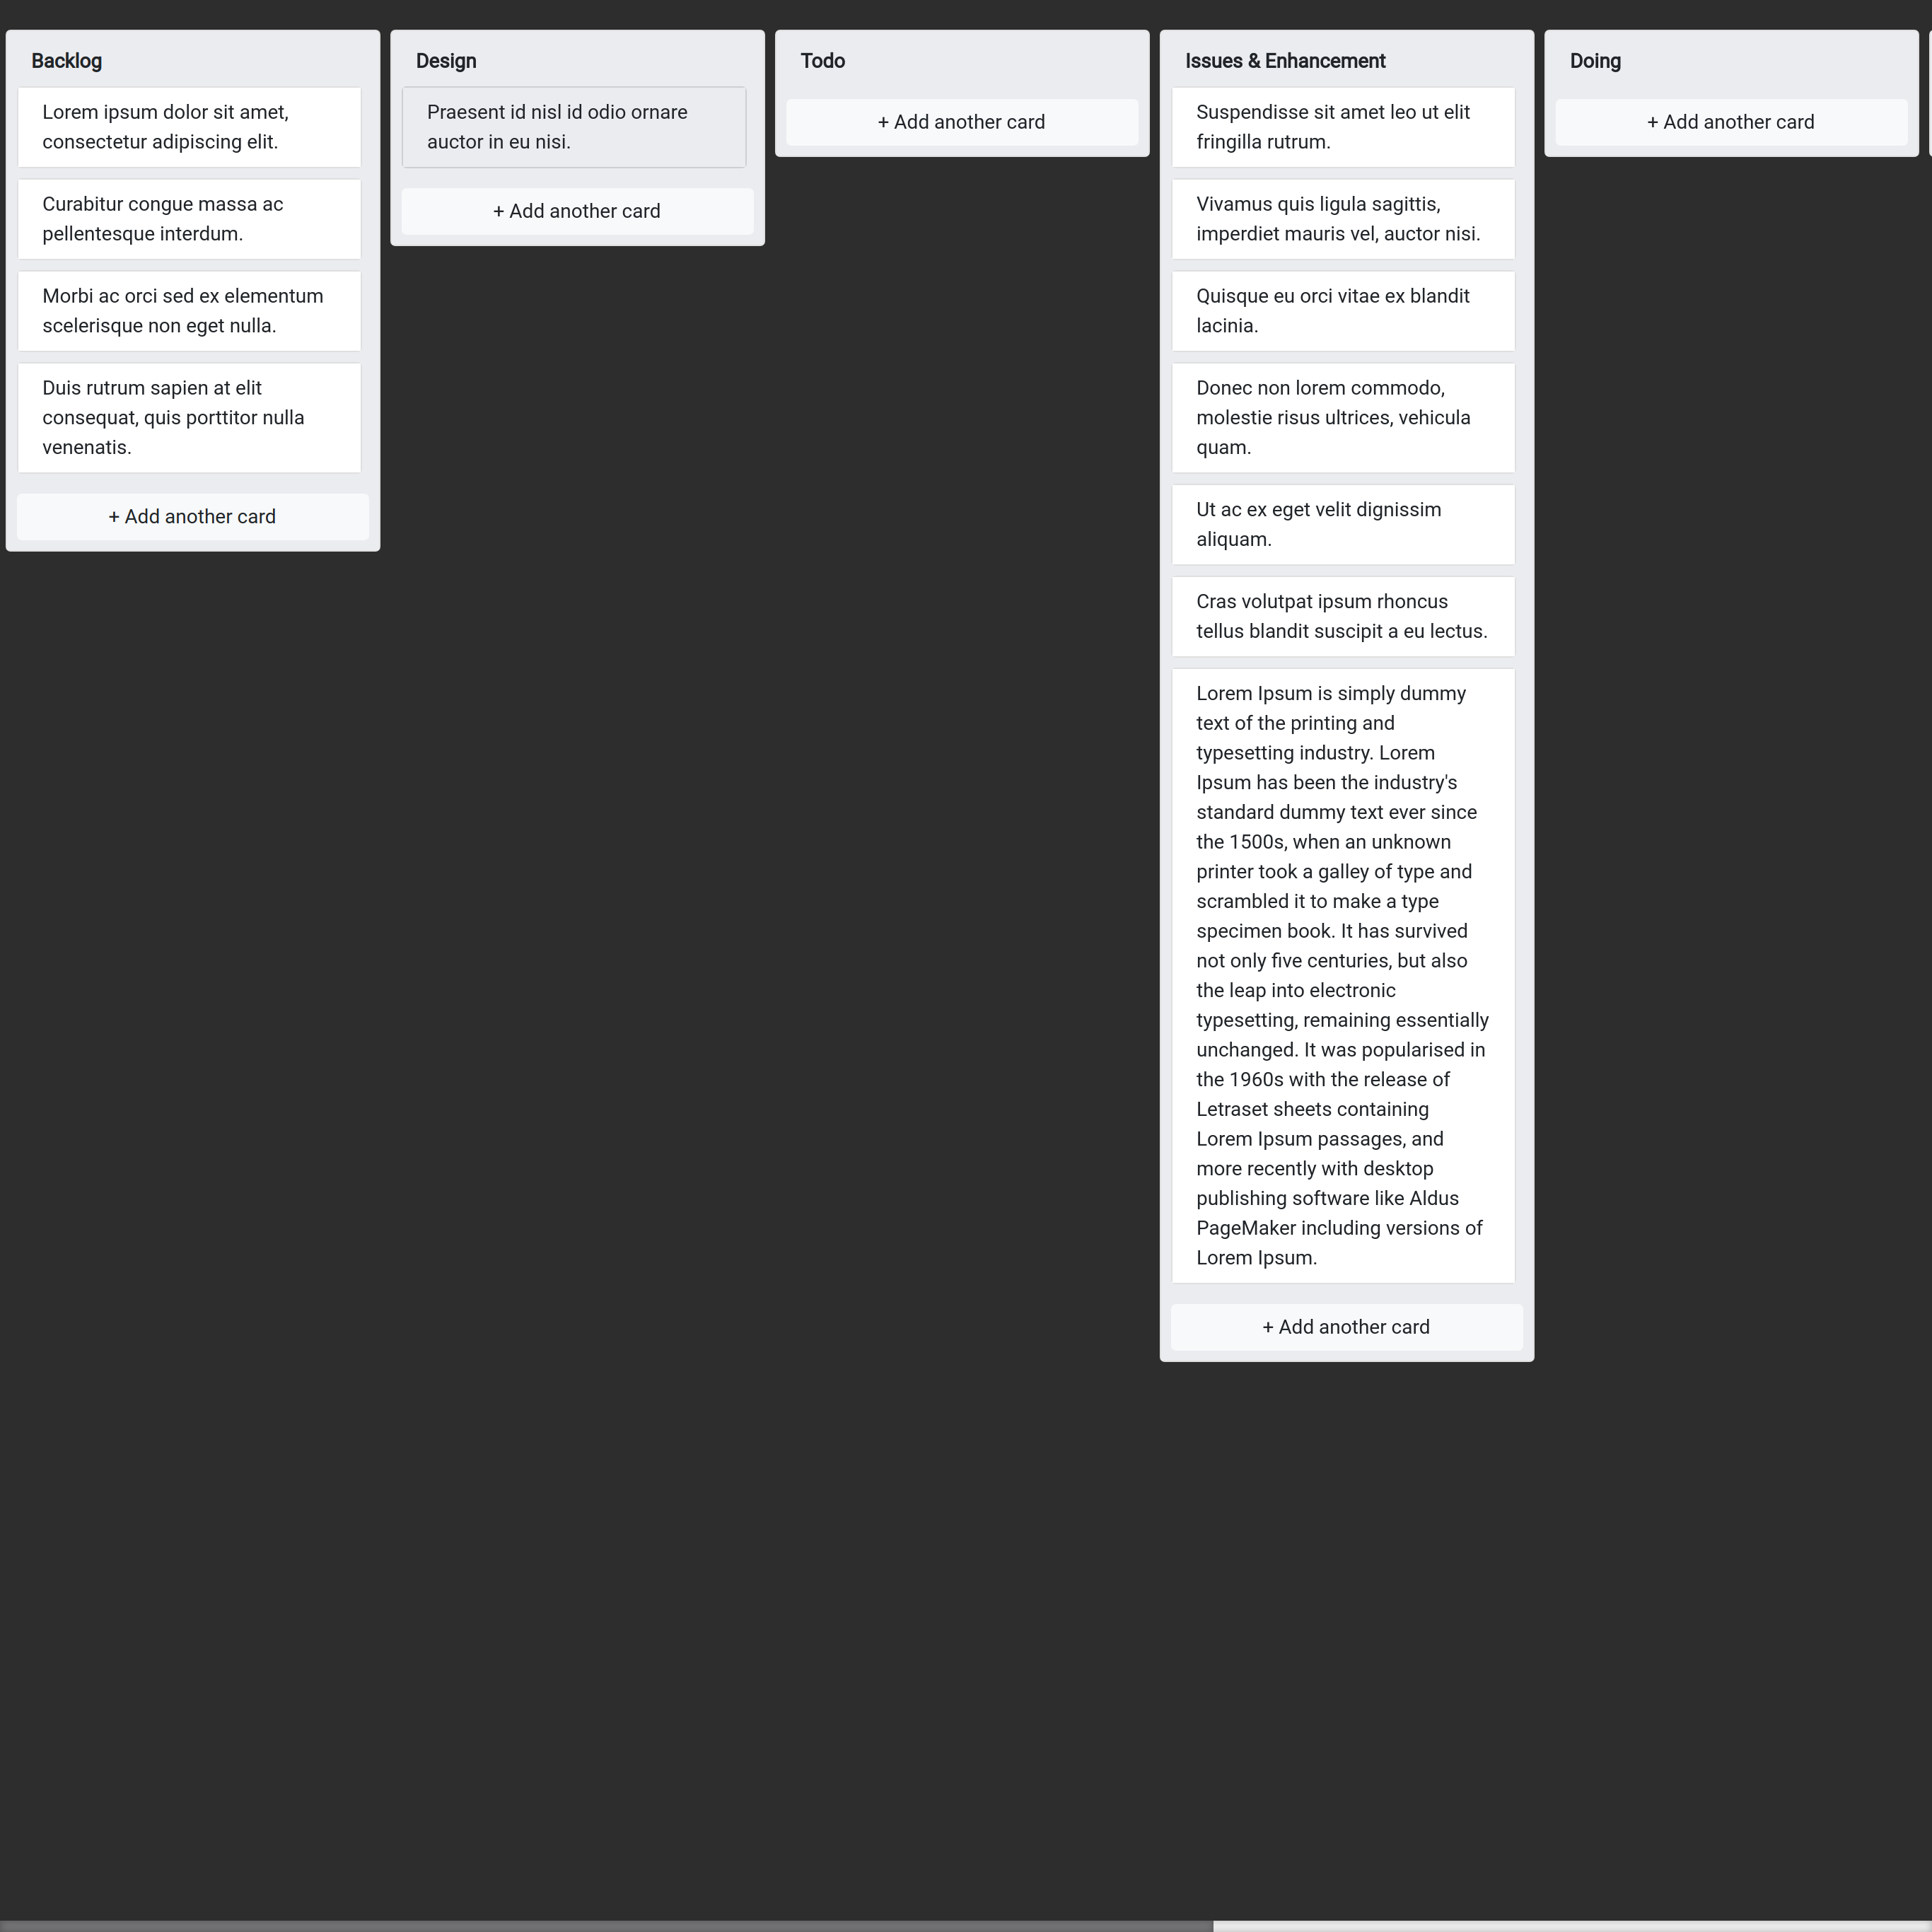 Backlog
Lorem ipsum dolor sit amet,
consectetur adipiscing elit.
Curabitur congue massa ac
pellentesque interdum.
Morbi ac orci sed ex elementum
scelerisque non eget nulla.
Duis rutrum sapien at elit
consequat, quis porttitor nulla
venenatis.
+ Add another card
Design
Praesent id nisl id odio ornare
auctor in eu nisi.
+ Add another card
Todo
+ Add another card
Issues & Enhancement
Suspendisse sit amet leo ut elit
fringilla rutrum.
Vivamus quis ligula sagittis,
imperdiet mauris vel, auctor nisi.
Quisque eu orci vitae ex blandit
lacinia.
Donec non lorem commodo,
molestie risus ultrices, vehicula
quam.
Ut ac ex eget velit dignissim
aliquam.
Cras volutpat ipsum rhoncus
tellus blandit suscipit a eu lectus.
Lorem Ipsum is simply dummy
text of the printing and
typesetting industry. Lorem
Ipsum has been the industry's
standard dummy text ever since
the 1500s, when an unknown
printer took a galley of type and
scrambled it to make a type
specimen book. It has survived
not only five centuries, but also
the leap into electronic
typesetting, remaining essentially
unchanged. It was popularised in
the 1960s with the release of
Letraset sheets containing
Lorem Ipsum passages, and
more recently with desktop
publishing software like Aldus
PageMaker including versions of
Lorem Ipsum.
+ Add another card
Doing
+ Add another card